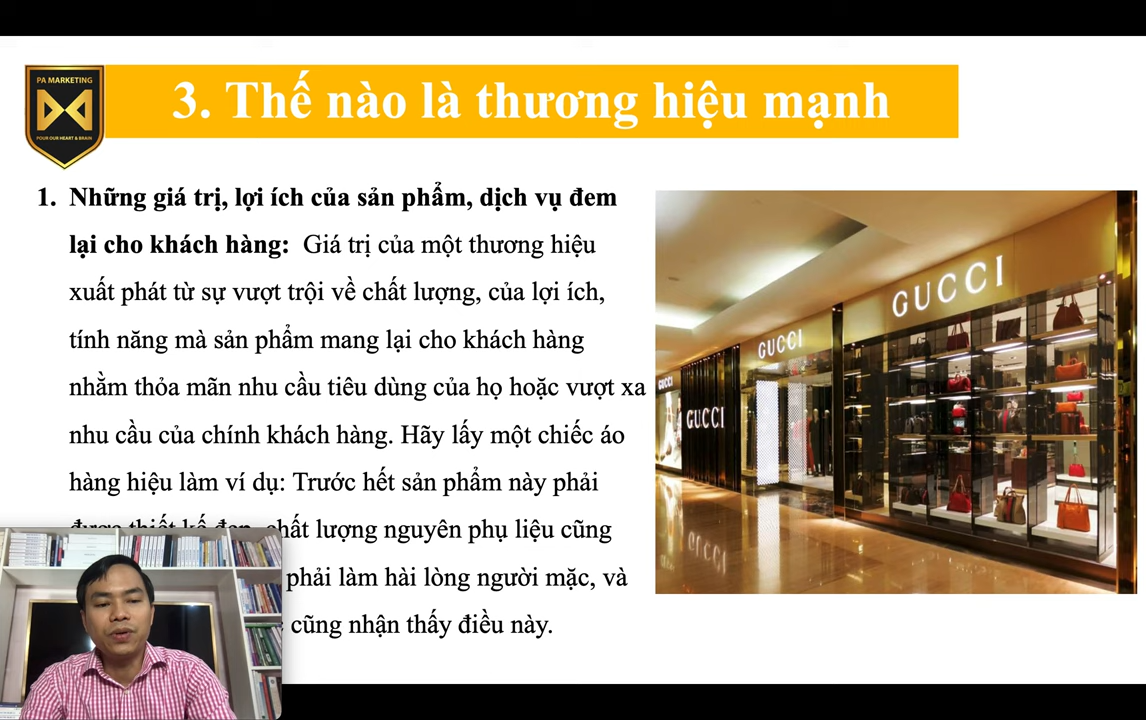 PA MARKETING
POUR OUR HEART & BRAIN
3. Thế nào là thương hiệu mạnh
1. Những giá trị, lợi ích của sản phẩm, dịch vụ đem
lại cho khách hàng: Giá trị của một thương hiệu
xuất phát từ sự vượt trội về chất lượng, của lợi ích,
tính năng mà sản phẩm mang lại cho khách hàng
nhằm thỏa mãn nhu cầu tiêu dùng của họ hoặc vượt xa
nhu cầu của chính khách hàng. Hãy lấy một chiếc áo
hàng hiệu làm ví dụ: Trước hết sản phẩm này phải
được thiết kế đẹp, chất lượng nguyên phụ liệu cũng
phải làm hài lòng người mặc, và
cũng nhận thấy điều này.
GUCCI
GUCCI
GUCCI
GUCCI